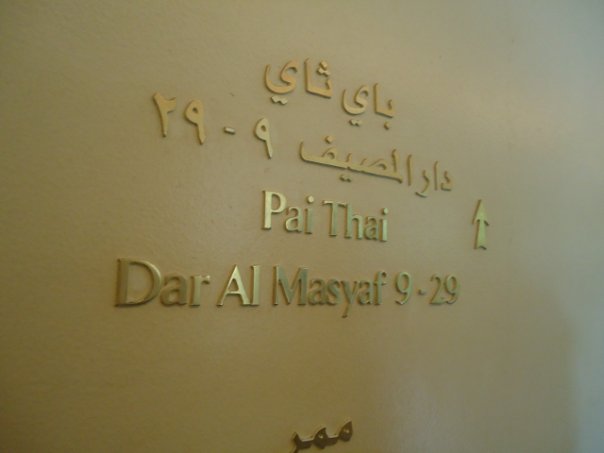 باي ثاي
دار المصيف ٩ - ٢٩
Pai Thai
Dar Al Masyaf 9 - 29
ممر